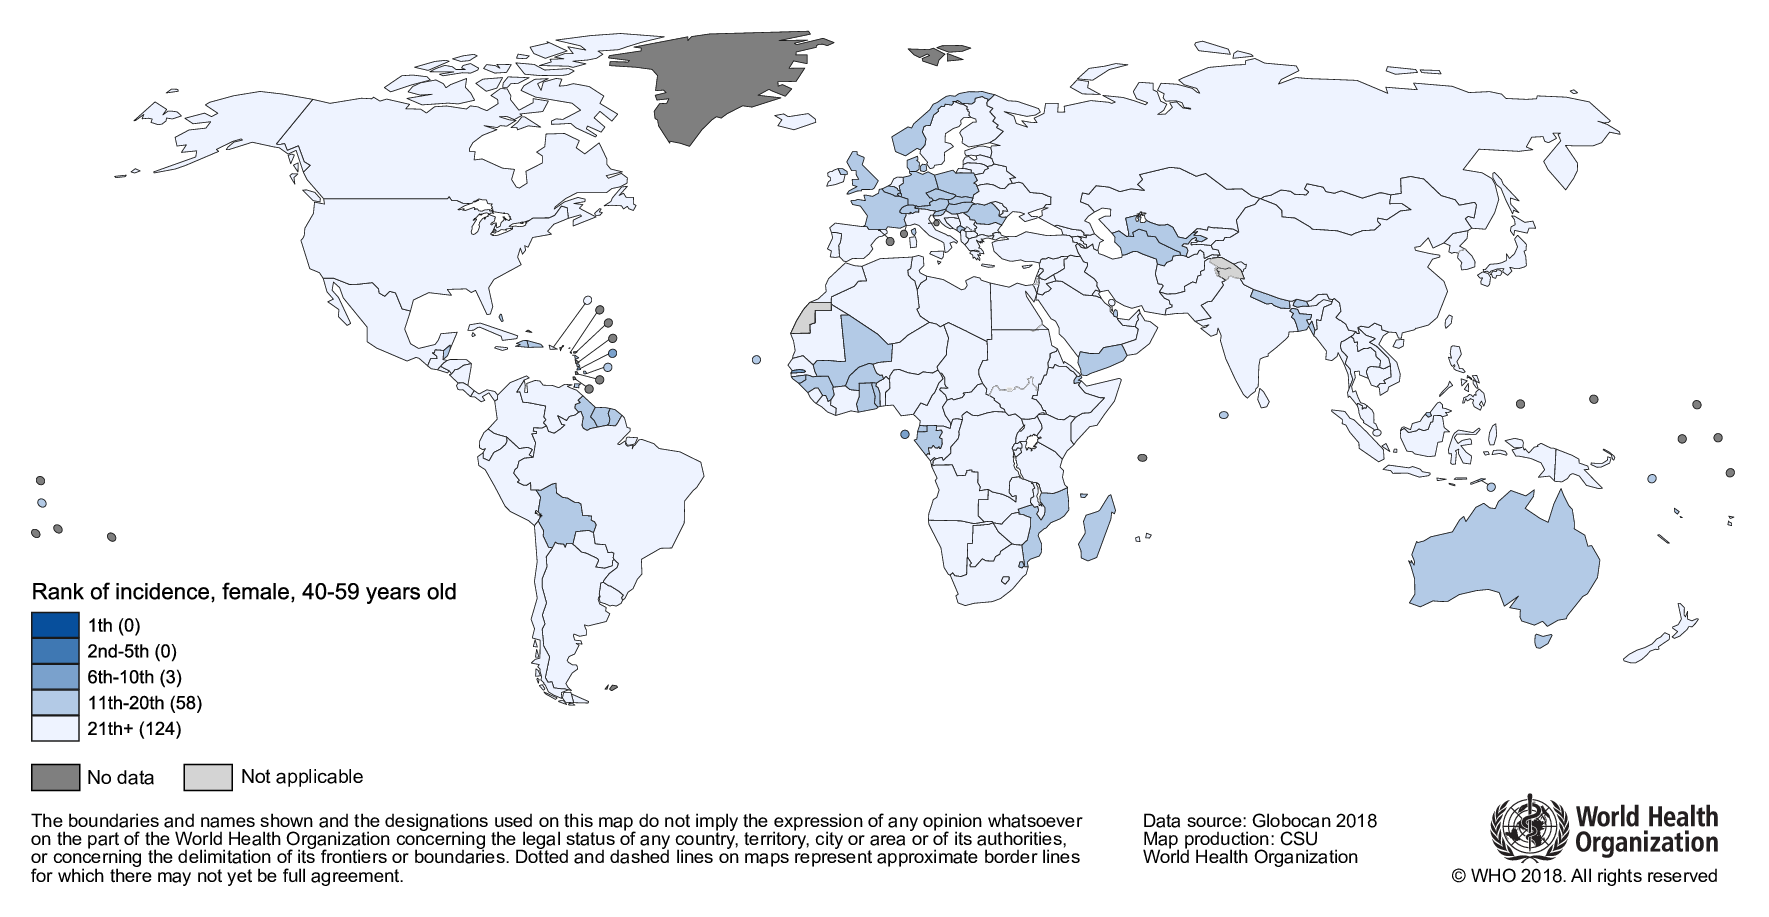 Rank of incidence, female, 40-59 years old
1th (0)
2nd-5th (0)
6th-10th (3)
11th-20th (58)
21th+ (124)
No data
Not applicable
The boundaries and names shown and the designations used on this map do not imply the expression of any opinion whatsoever
on the part of the World Health Organization concerning the legal status of any country, territory, city or area or of its authorities,
or concerning the delimitation of its frontiers or boundaries. Dotted and dashed lines on maps represent approximate border lines
for which there may not yet be full agreement.
Data source: Globocan 2018
Map production: CSU
World Health Organization
World Health
Organization
© WHO 2018. All rights reserved